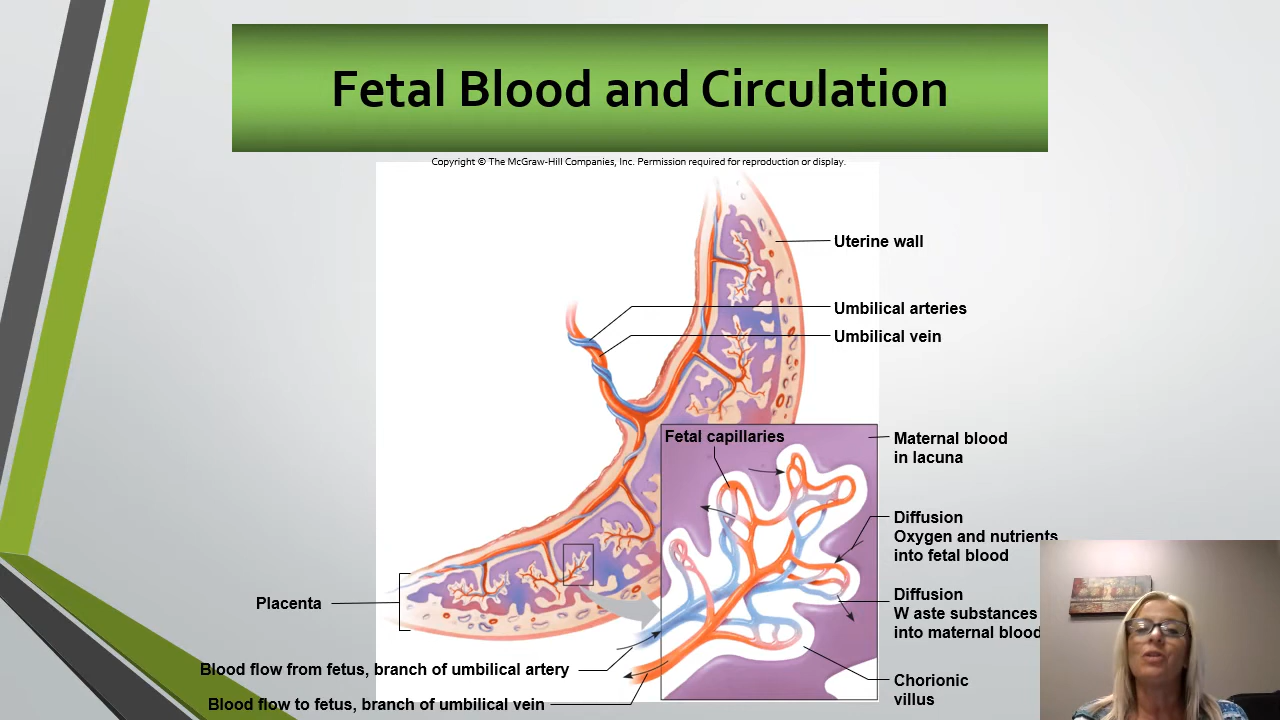 Fetal Blood and Circulation
Copyright © The McGraw-Hill Companies, Inc. Permission required for reproduction or display.
Uterine wall
Umbilical arteries
Umbilical vein
Fetal capillaries
Maternal blood
in lacuna
Diffusion
Oxygen and nutrients
into fetal blood
Diffusion
W aste substances
into maternal blood
Placenta
Blood flow from fetus, branch of umbilical artery
Chorionic
villus
Blood flow to fetus, branch of umbilical vein